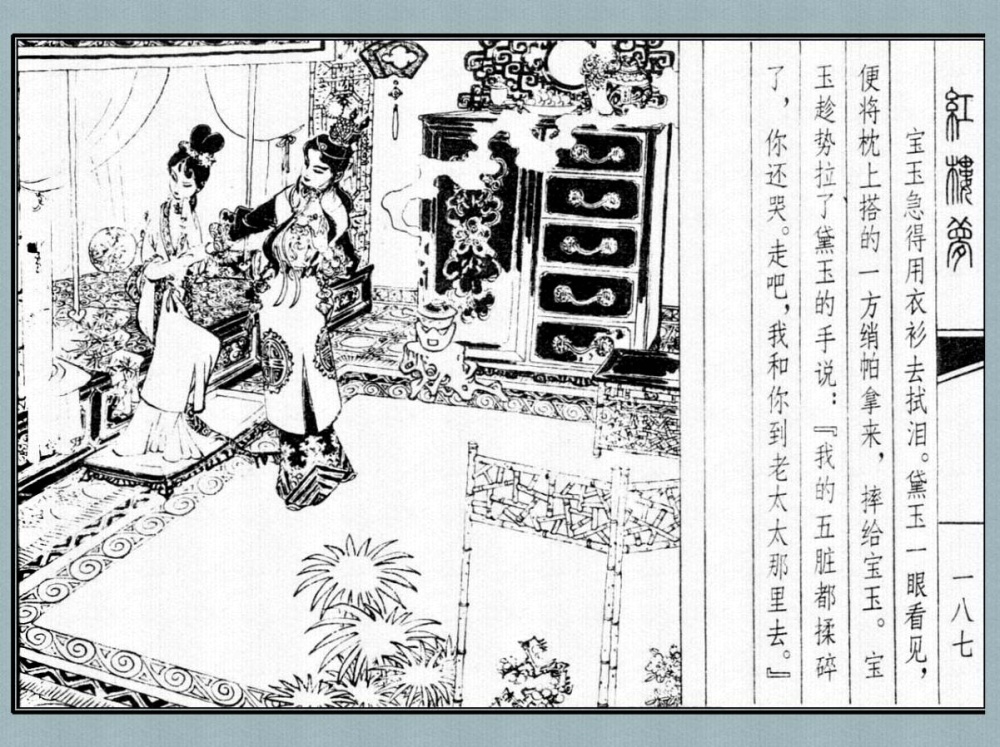 红楼梦
一八七
宝玉急得用衣衫去拭泪。黛玉一眼看见，
便将枕上搭的一方绡帕拿来，摔给宝玉。宝
玉趁势拉了黛玉的手说：『我的五脏都揉碎
了，你还哭。走吧，我和你到老太太那里去。』